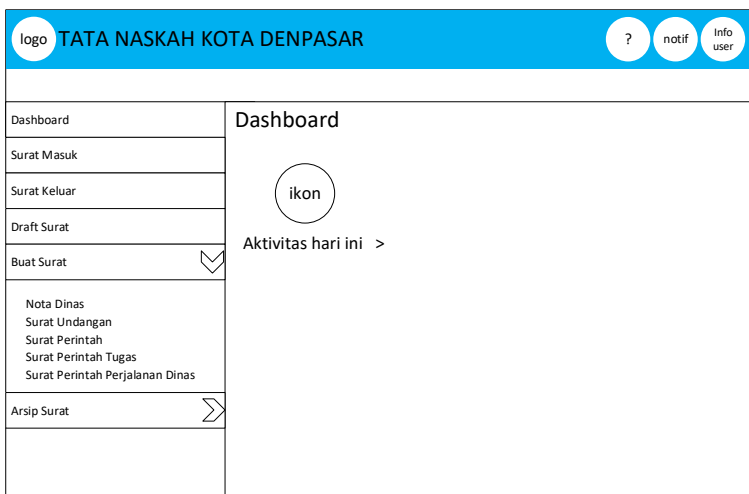 logo TATA NASKAH KOTA DENPASAR ? notif Info user
Dashboard
Surat Masuk
Surat Keluar
Draft Surat
Buat Surat
Nota Dinas
Surat Undangan
Surat Perintah
Surat Perintah Tugas
Surat Perintah Perjalanan Dinas
Arsip Surat
Dashboard
ikon
Aktivitas hari ini >